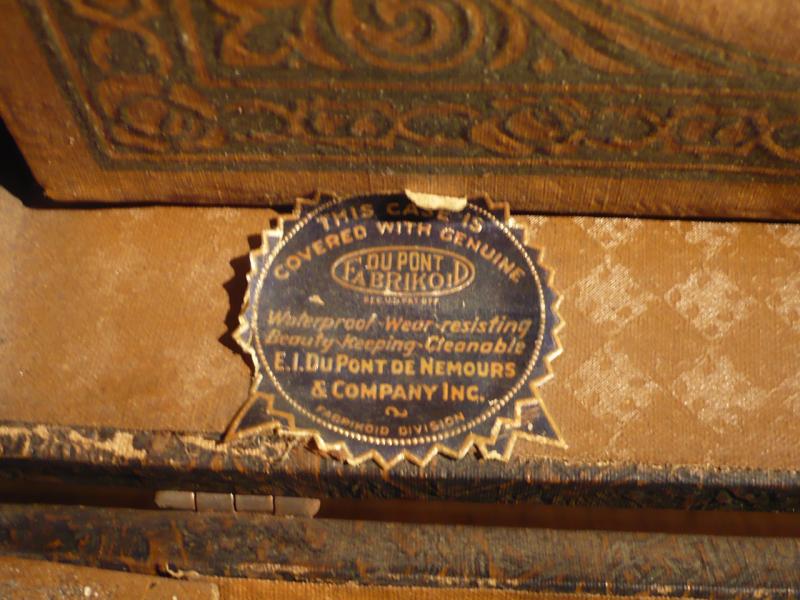 THIS CASE IS
COVERED WITH GENUINE
DU PONT
FABRIKOID
REG. U.S. PAT. OFF.
Waterproof-Wear-resisting
Beauty-Keeping-Cleanable
E.I. DU PONT DE NEMOURS
& COMPANY INC.
FABRIKOID DIVISION